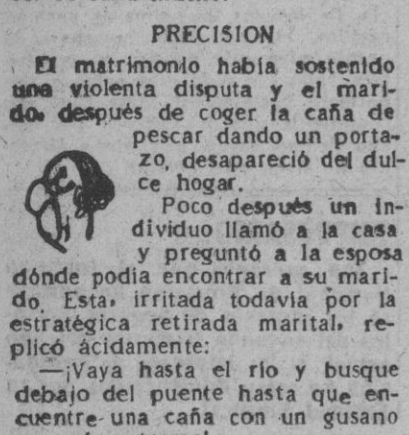 PRECISION
El matrimonio había sostenido
una violenta disputa y el mari-
do, después de coger la caña de
pescar dando un porta-
zo, desapareció del dul-
ce hogar.
Poco después un in-
dividuo llamó a la casa
y preguntó a la esposa
dónde podia encontrar a su mari-
do. Esta, irritada todavía por la
estratégica retirada marital, re-
plicó ácidamente:
—¡Vaya hasta el río y busque
debajo del puente hasta que en-
cuentre una caña con un gusano